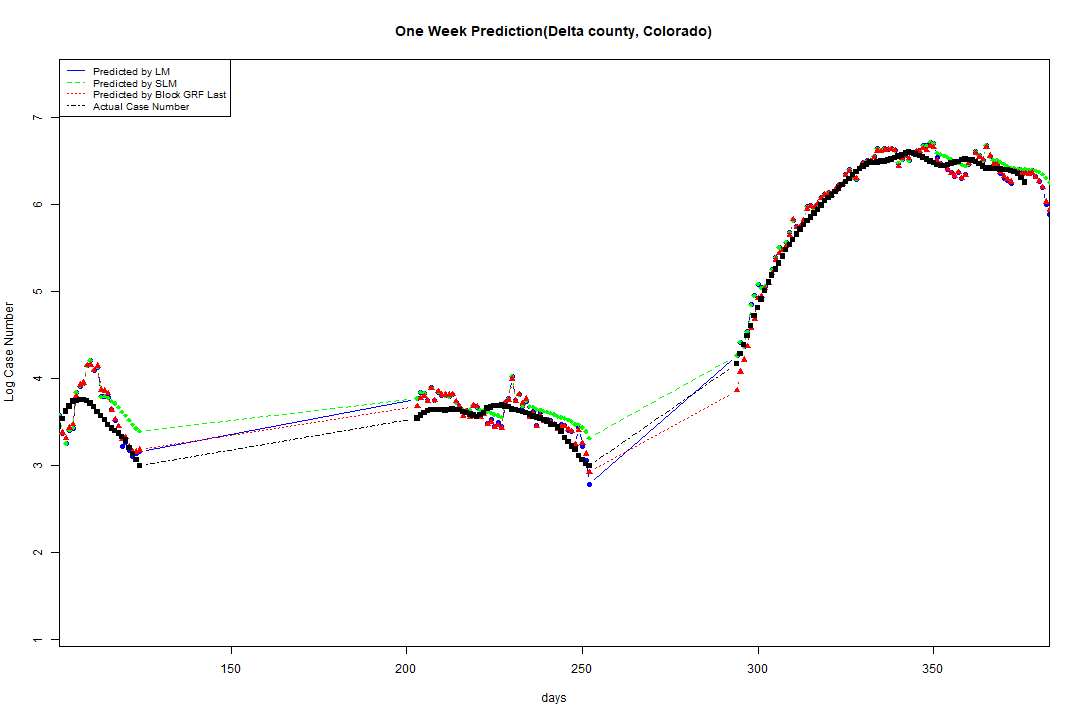 One Week Prediction(Delta county, Colorado)
Predicted by LM
Predicted by SLM
Predicted by Block GRF Last
Actual Case Number
Log Case Number
7
6
5
4
3
2
1
150 200 250 300 350
days